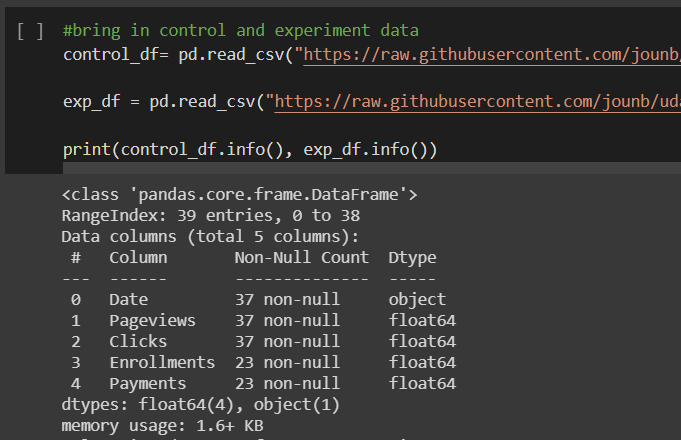 [ ] #bring in control and experiment data
control_df= pd.read_csv("https://raw.githubusercontent.com/jounb/
exp_df = pd.read_csv("https://raw.githubusercontent.com/jounb/uda
print(control_df.info(), exp_df.info())
<class 'pandas.core.frame.DataFrame'>
RangeIndex: 39 entries, 0 to 38
Data columns (total 5 columns):
# Column Non-Null Count Dtype
--- ------ -------------- -----
0 Date 37 non-null object
1 Pageviews 37 non-null float64
2 Clicks 37 non-null float64
3 Enrollments 23 non-null float64
4 Payments 23 non-null float64
dtypes: float64(4), object(1)
memory usage: 1.6+ KB